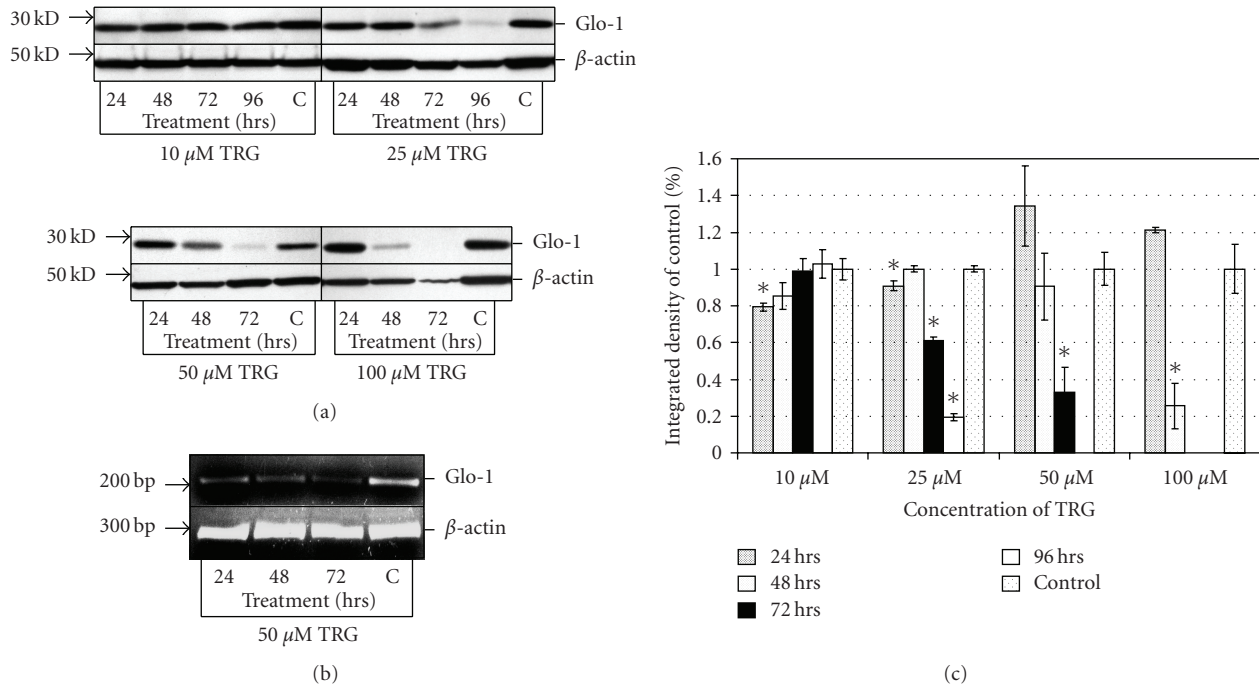 30 kD
Glo-1
50 kD
β-actin
24 48 72 96 C 24 48 72 96 C
Treatment (hrs) Treatment (hrs)
10 µM TRG 25 µM TRG
30 kD
Glo-1
50 kD
β-actin
24 48 72 C 24 48 72 C
Treatment (hrs) Treatment (hrs)
50 µM TRG 100 µM TRG
(a)
200 bp
Glo-1
300 bp
β-actin
24 48 72 C
Treatment (hrs)
50 µM TRG
(b)
Integrated density of control (%)
1.6
1.4
1.2
1
0.8
0.6
0.4
0.2
0
* * * * * *
10 µM 25 µM 50 µM 100 µM
Concentration of TRG
24 hrs
48 hrs
72 hrs
96 hrs
Control
(c)